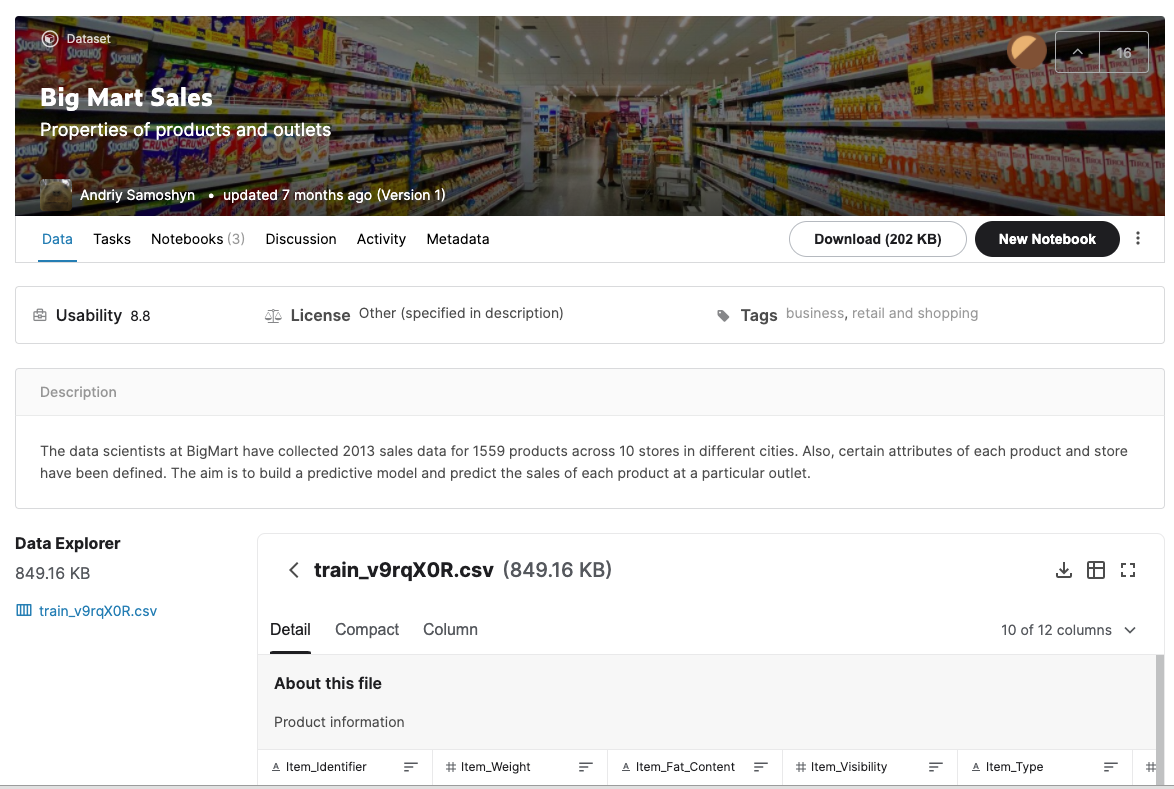 Dataset
16
Big Mart Sales
Properties of products and outlets
Andriy Samoshyn • updated 7 months ago (Version 1)
Data Tasks Notebooks (3) Discussion Activity Metadata Download (202 KB) New Notebook
Usability 8.8 License Other (specified in description) Tags business, retail and shopping
Description
The data scientists at BigMart have collected 2013 sales data for 1559 products across 10 stores in different cities. Also, certain attributes of each product and store
have been defined. The aim is to build a predictive model and predict the sales of each product at a particular outlet.
Data Explorer
849.16 KB
train_v9rqX0R.csv
train_v9rqX0R.csv (849.16 KB)
Detail Compact Column 10 of 12 columns
About this file
Product information
A Item_Identifier # Item_Weight A Item_Fat_Content # Item_Visibility A Item_Type #